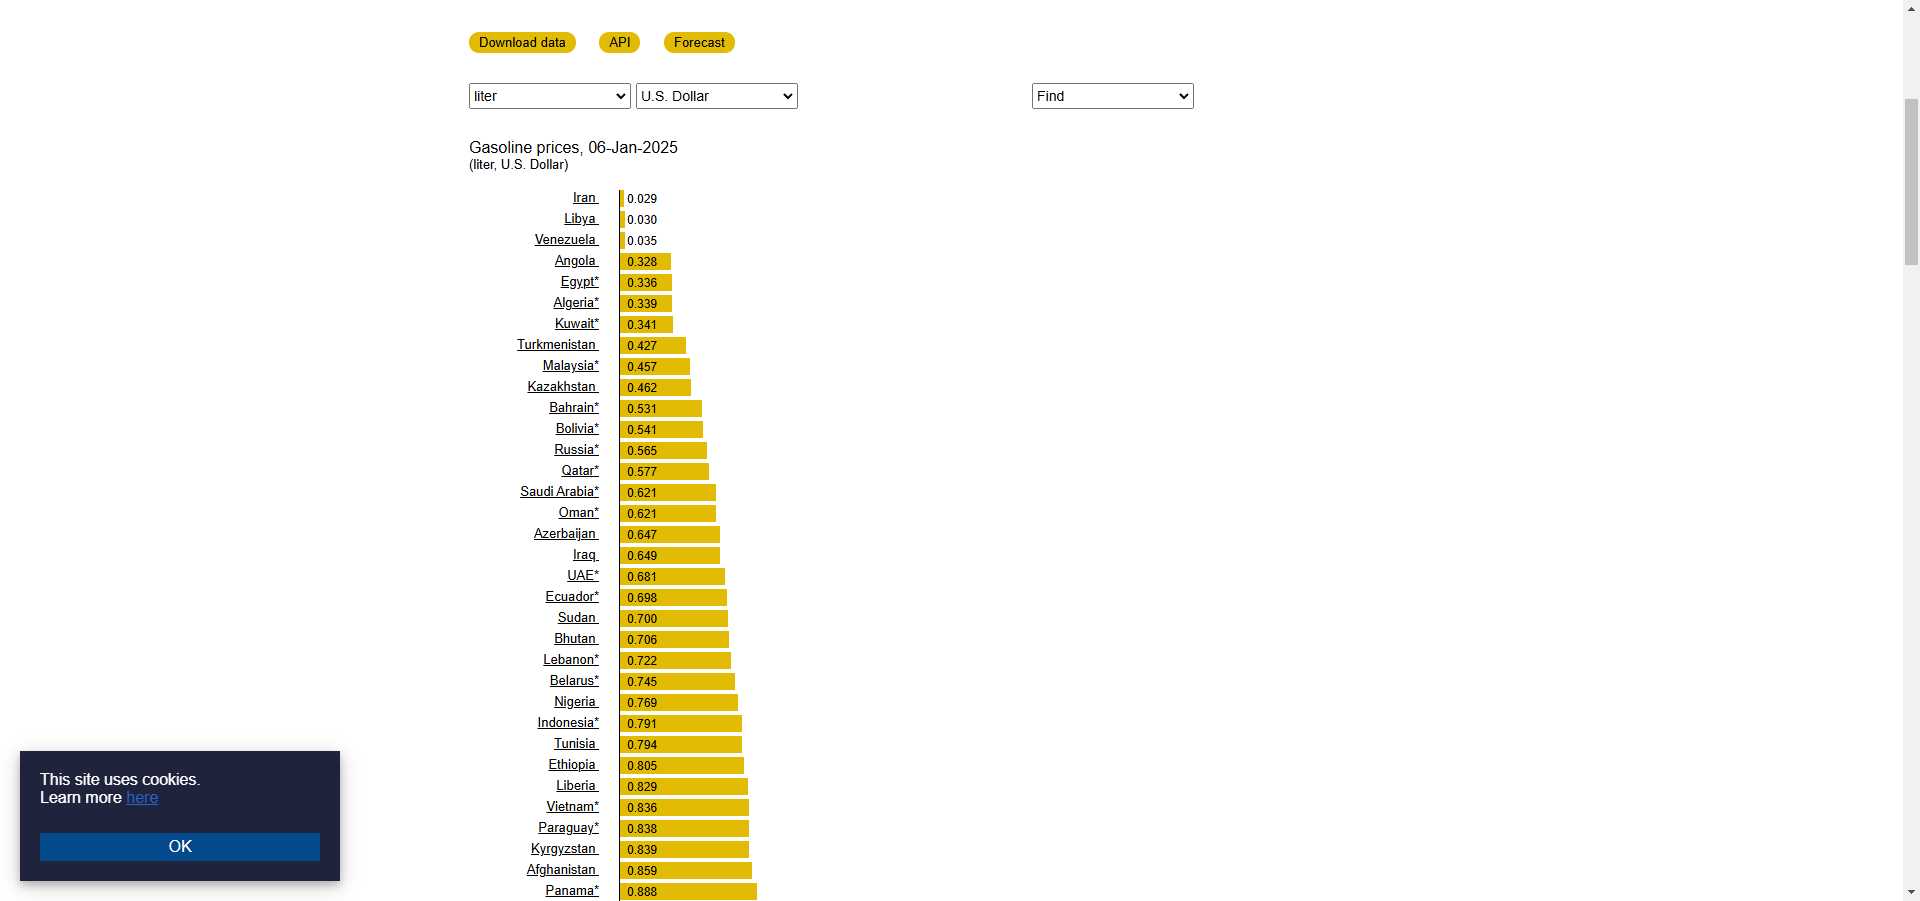 Download data API Forecast
liter U.S. Dollar Find
Gasoline prices, 06-Jan-2025
(liter, U.S. Dollar)
Iran 0.029
Libya 0.030
Venezuela 0.035
Angola 0.328
Egypt* 0.336
Algeria* 0.339
Kuwait* 0.341
Turkmenistan 0.427
Malaysia* 0.457
Kazakhstan 0.462
Bahrain* 0.531
Bolivia* 0.541
Russia* 0.565
Qatar* 0.577
Saudi Arabia* 0.621
Oman* 0.621
Azerbaijan 0.647
Iraq 0.649
UAE* 0.681
Ecuador* 0.698
Sudan 0.700
Bhutan 0.706
Lebanon* 0.722
Belarus* 0.745
Nigeria 0.769
Indonesia* 0.791
Tunisia 0.794
Ethiopia 0.805
Liberia 0.829
Vietnam* 0.836
Paraguay* 0.838
Kyrgyzstan 0.839
Afghanistan 0.859
Panama* 0.888
This site uses cookies.
Learn more here
OK